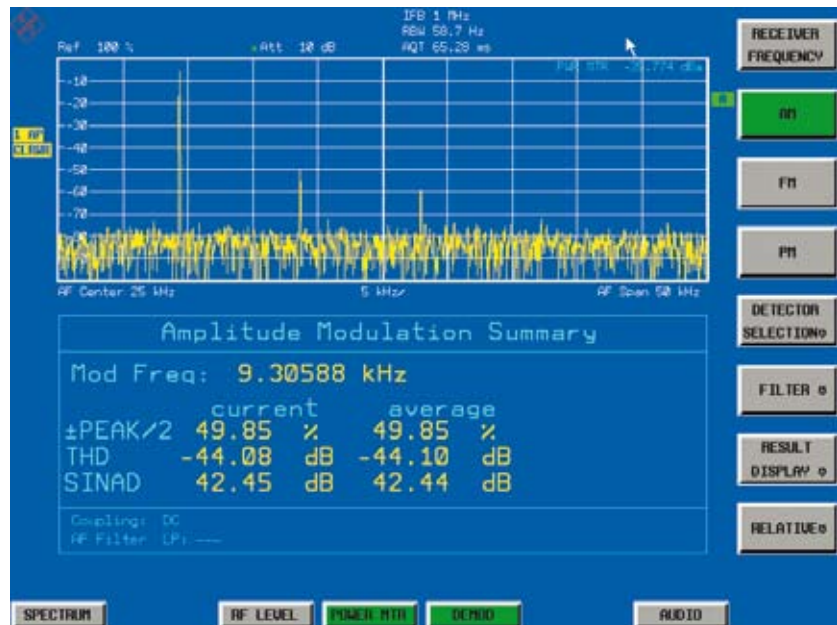 IFB 1 MHz
RBW 58.7 Hz
Ref 100 % Att 10 dB AQT 65.28 ms
PWR MTR
-10
-20
-30
-40
-50
-60
-70
1 AF
CLRWR
A
AF Center 25 kHz 5 kHz/ AF Span 50 kHz
Amplitude Modulation Summary
Mod Freq: 9.30588 kHz
current average
±PEAK/2 49.85 % 49.85 %
THD -44.08 dB -44.10 dB
SINAD 42.45 dB 42.44 dB
Coupling: DC
AF Filter LP: ---
RECEIVER
FREQUENCY
AM
FM
PM
DETECTOR
SELECTION
FILTER
RESULT
DISPLAY
RELATIVE
SPECTRUM RF LEVEL POWER MTR DEMOD AUDIO